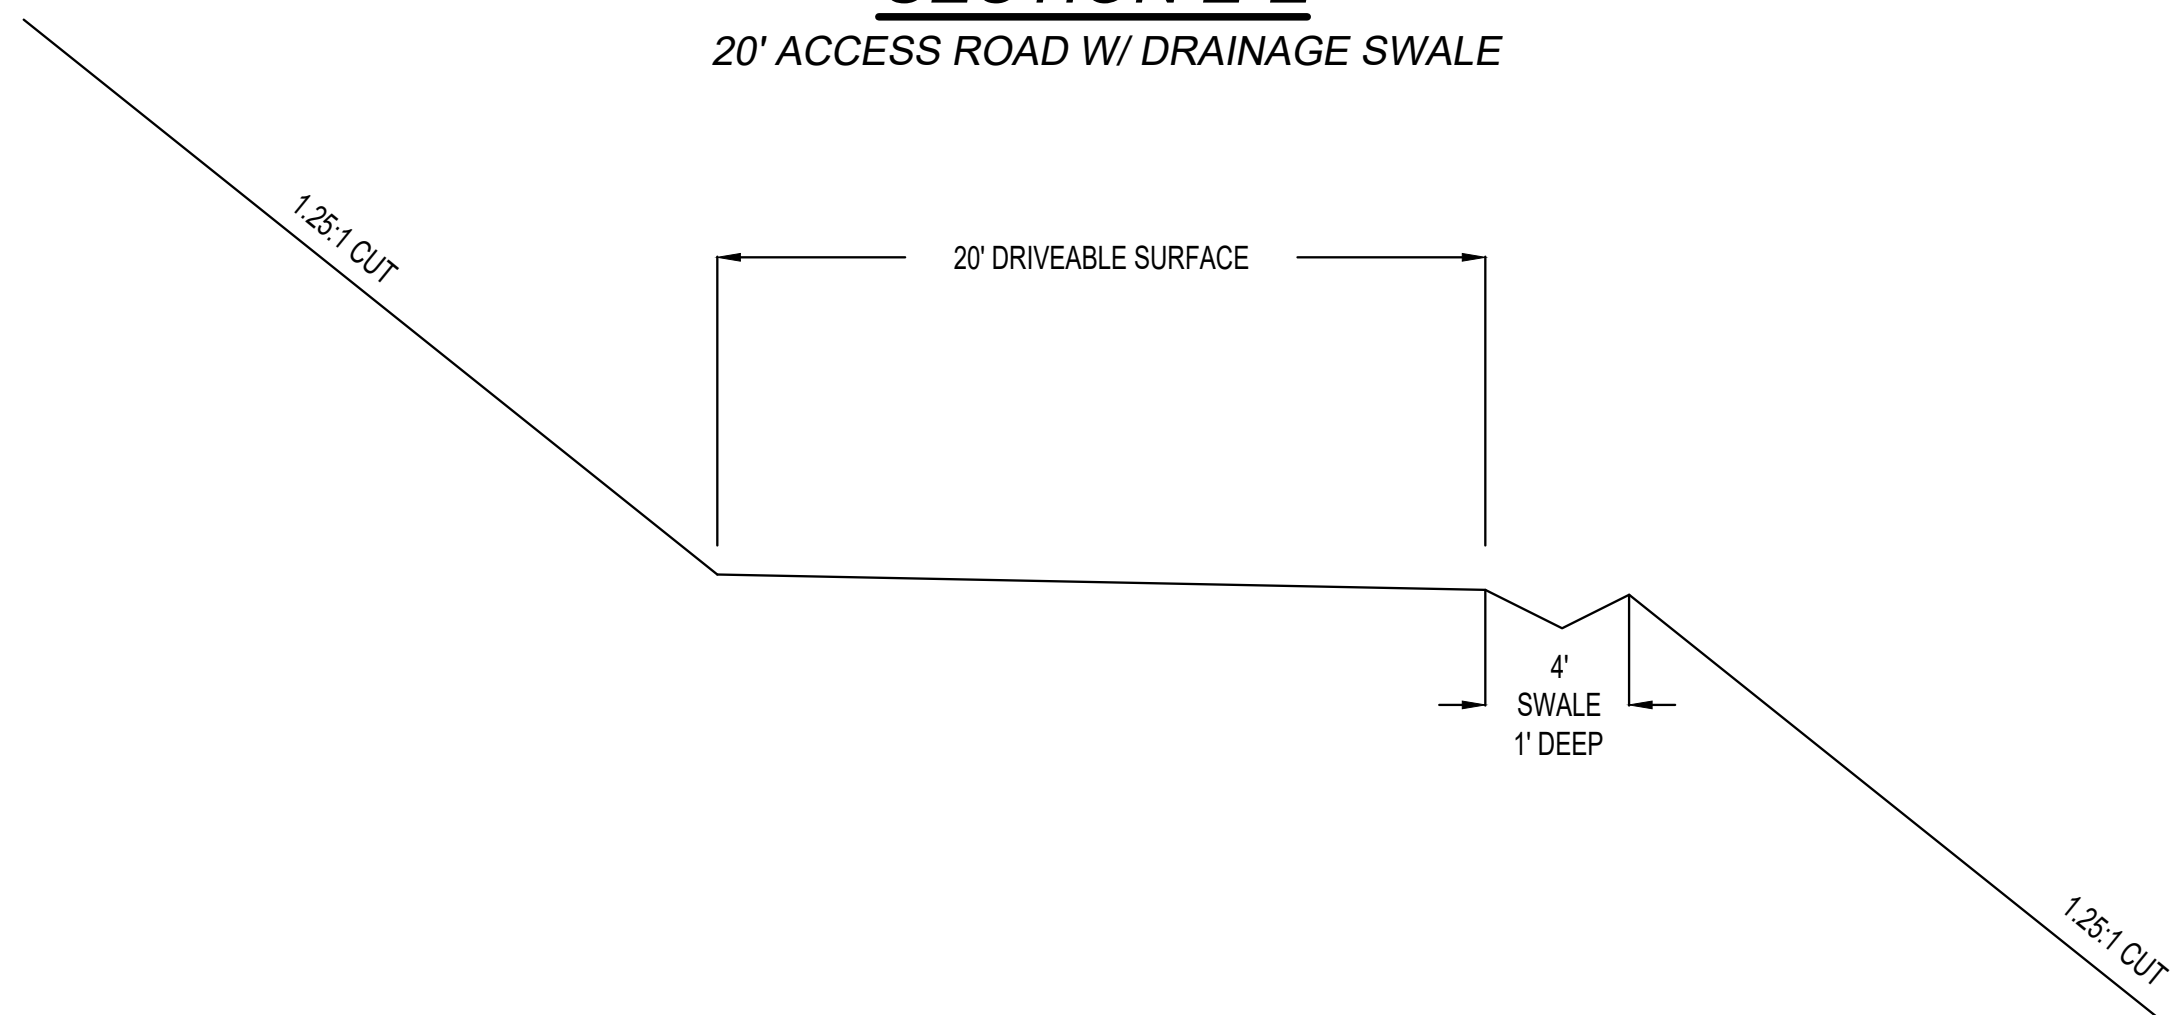 20' ACCESS ROAD W/ DRAINAGE SWALE
1.25:1 CUT
20' DRIVEABLE SURFACE
4'
SWALE
1' DEEP
1.25:1 CUT